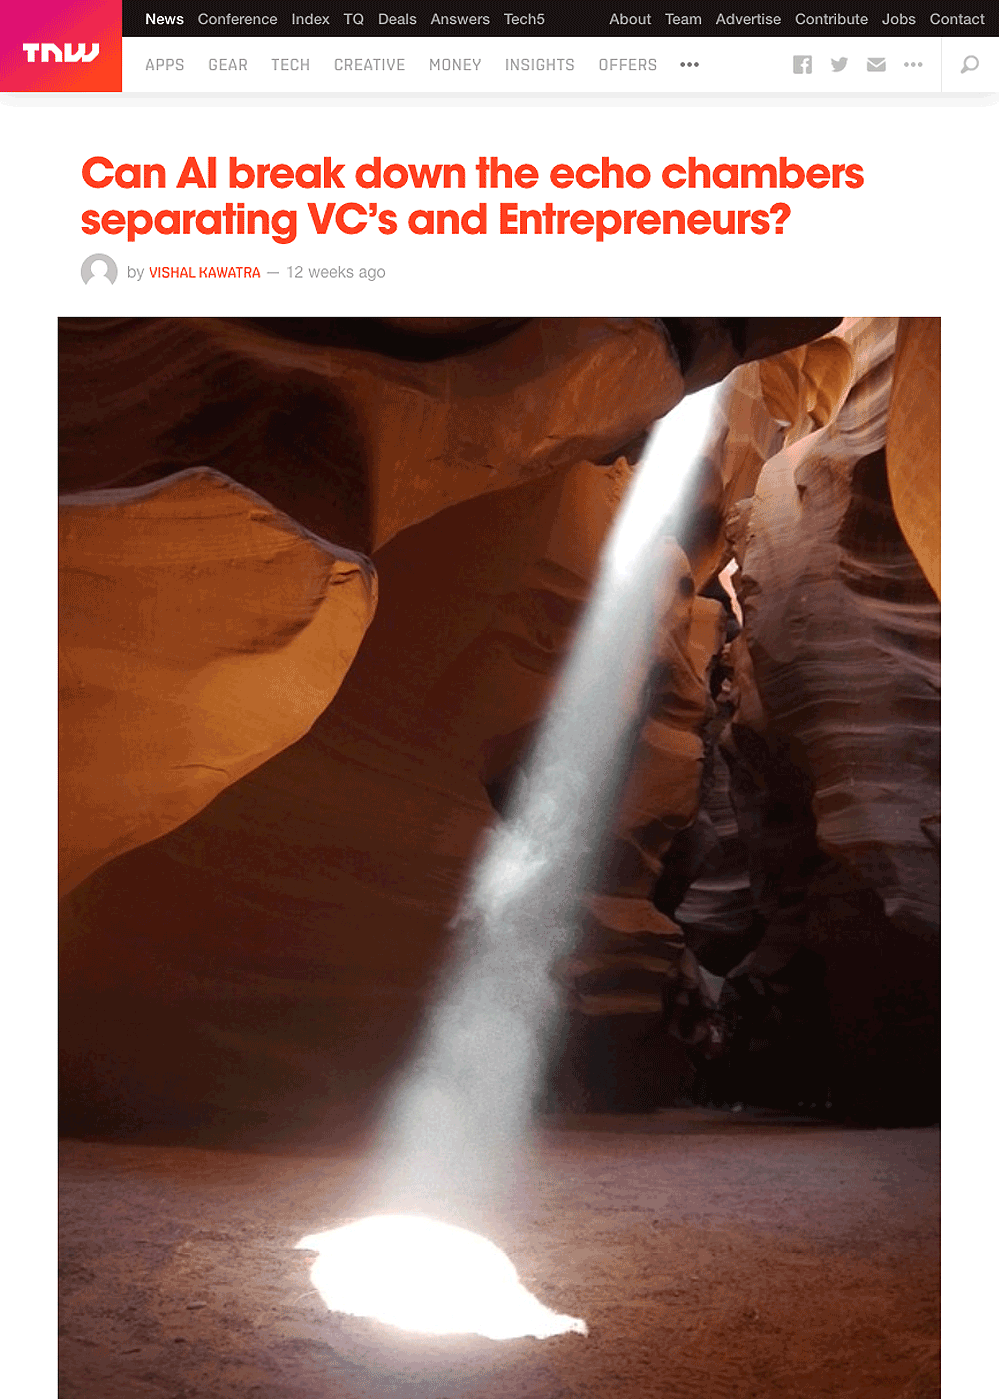 News Conference Index TQ Deals Answers Tech5 About Team Advertise Contribute Jobs Contact
TNW
APPS GEAR TECH CREATIVE MONEY INSIGHTS OFFERS •••
Can AI break down the echo chambers
separating VC's and Entrepreneurs?
by VISHAL KAWATRA — 12 weeks ago